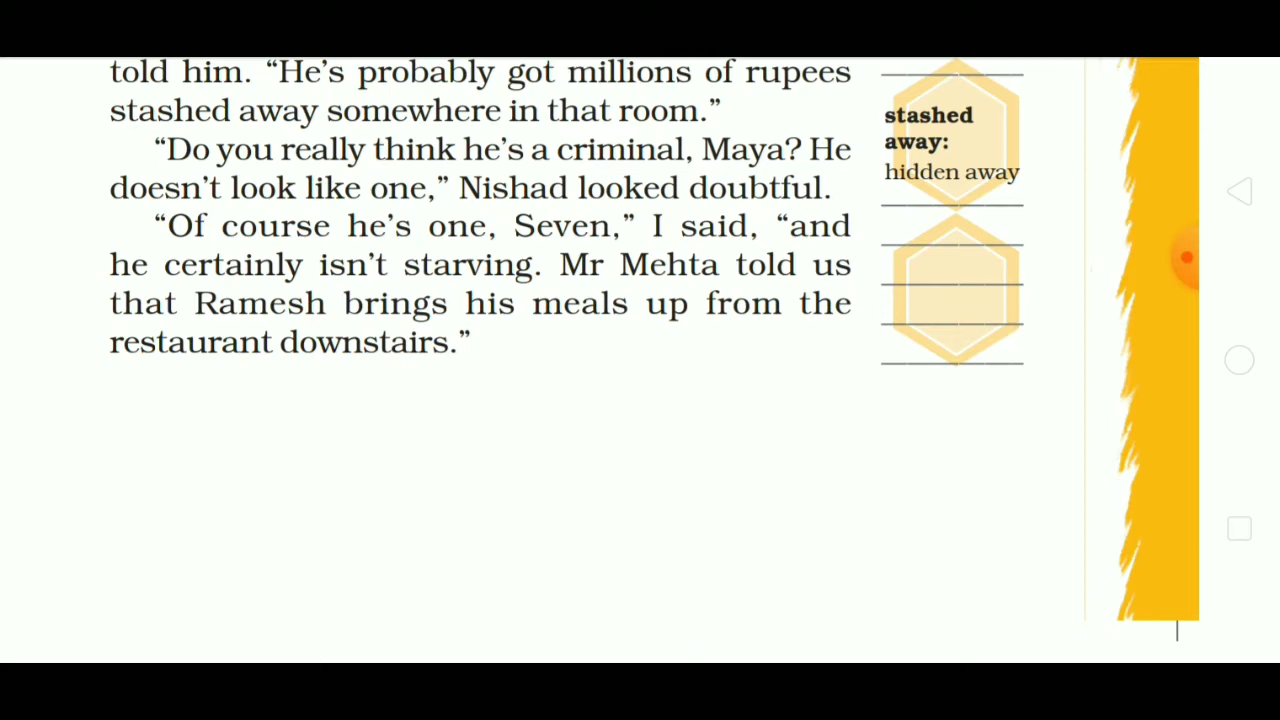 told him. “He’s probably got millions of rupees
stashed away somewhere in that room.”
“Do you really think he’s a criminal, Maya? He
doesn’t look like one,” Nishad looked doubtful.
“Of course he’s one, Seven,” I said, “and
he certainly isn’t starving. Mr Mehta told us
that Ramesh brings his meals up from the
restaurant downstairs.”
stashed
away:
hidden away